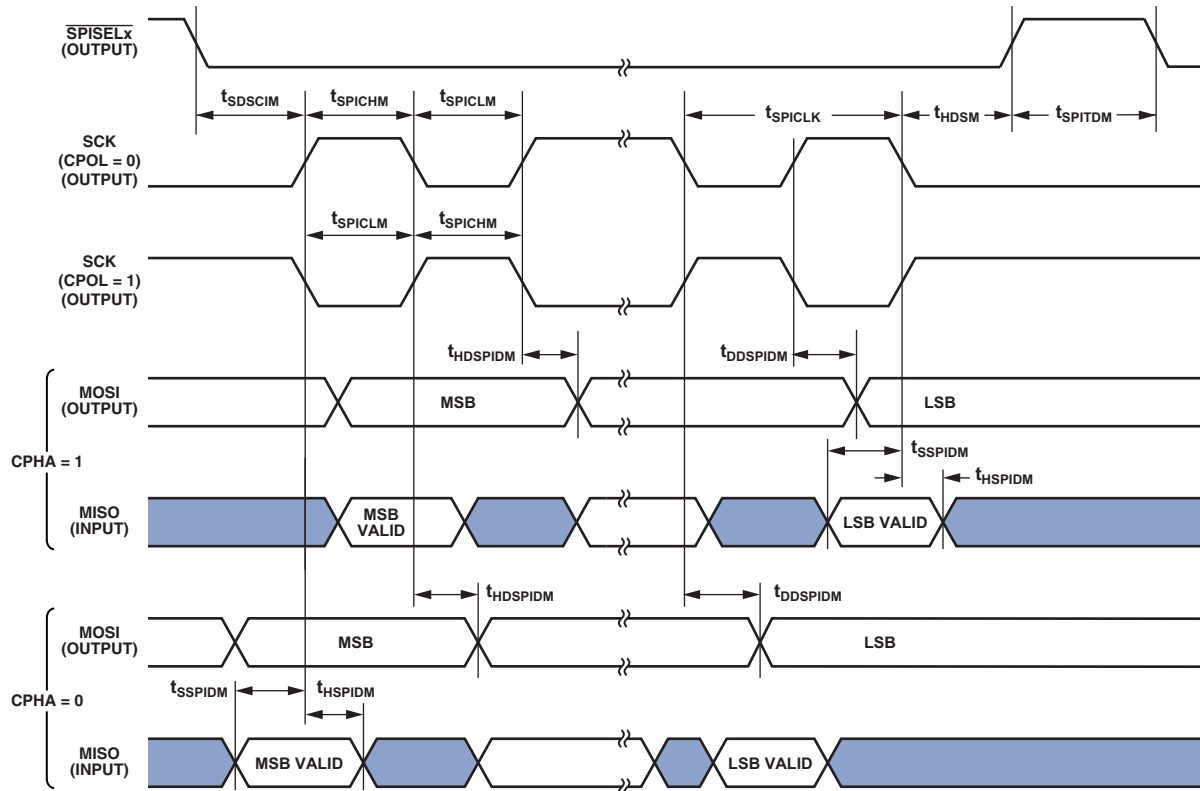 SPISELx
(OUTPUT)
tSDSCIM
tSPICHM
tSPICLM
tSPICLK
tHDSM
tSPITDM
SCK
(CPOL = 0)
(OUTPUT)
tSPICLM
tSPICHM
SCK
(CPOL = 1)
(OUTPUT)
tHDSPIDM
tDDSPIDM
CPHA = 1
MOSI
(OUTPUT)
MSB
LSB
tSSPIDM
tHSPIDM
MISO
(INPUT)
MSB
VALID
LSB VALID
tHDSPIDM
tDDSPIDM
CPHA = 0
MOSI
(OUTPUT)
MSB
LSB
tSSPIDM
tHSPIDM
MISO
(INPUT)
MSB VALID
LSB VALID